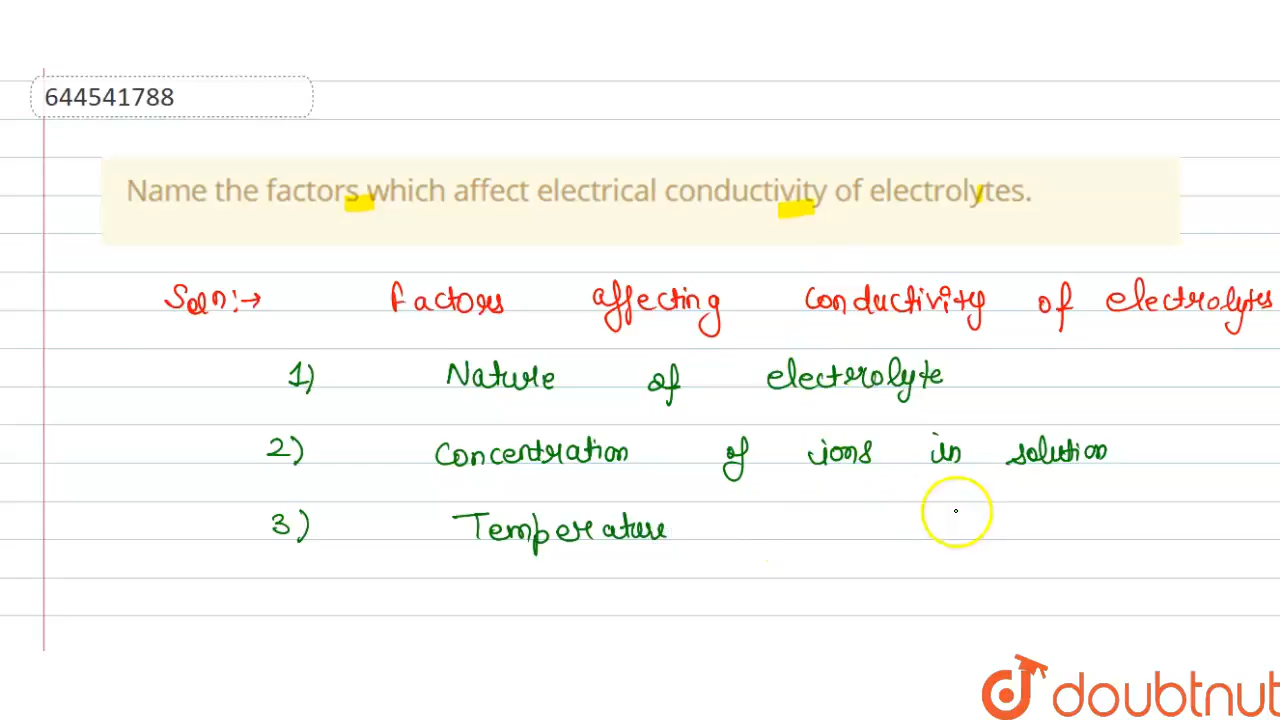 644541788
Name the factors which affect electrical conductivity of electrolytes.
Soln:→ factors affecting conductivity of electrolytes
1) Nature of electrolyte
2) Concentration of ions in solution
3) Temperature
doubtnut